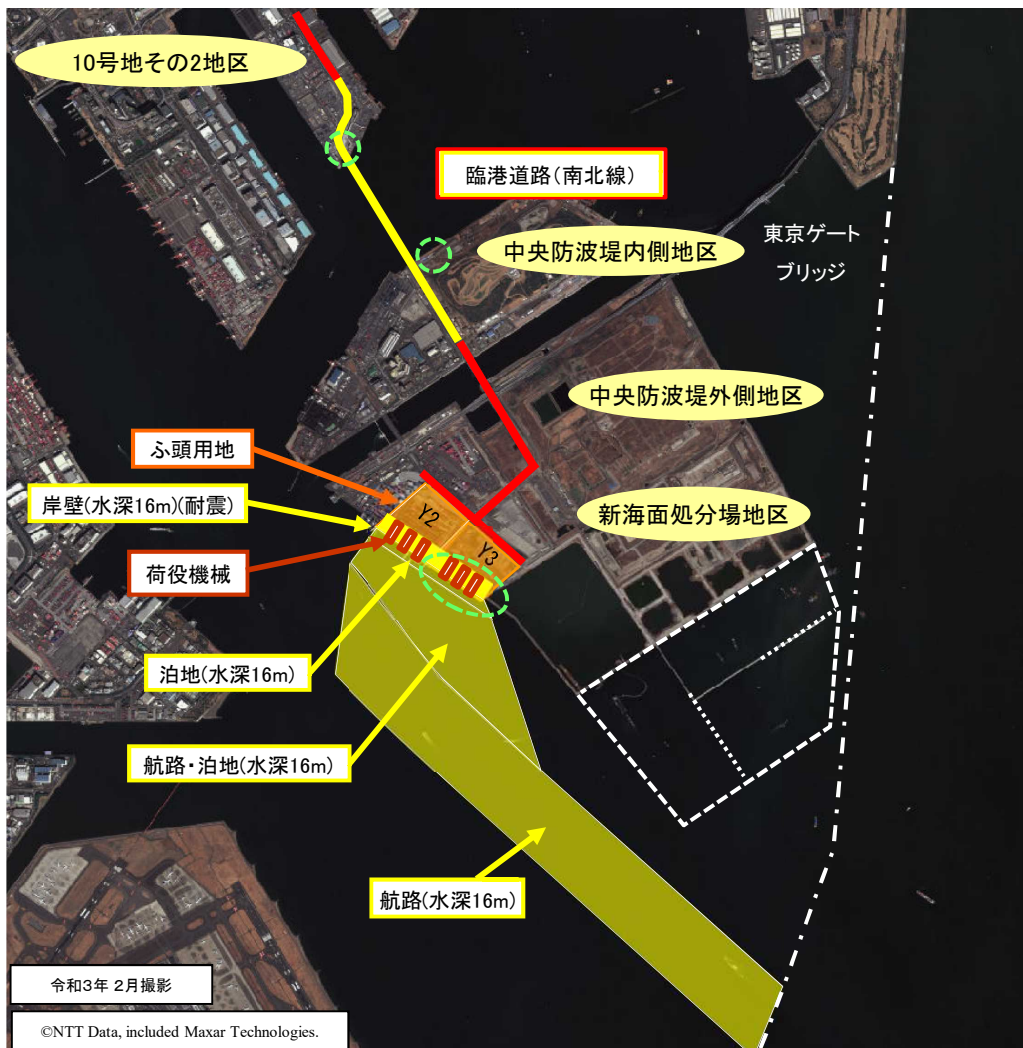 10号地その2地区
臨港道路(南北線)
中央防波堤内側地区
東京ゲート
ブリッジ
中央防波堤外側地区
ふ頭用地
岸壁(水深16m)(耐震)
Y2
新海面処分場地区
Y3
荷役機械
泊地(水深16m)
航路・泊地(水深16m)
航路(水深16m)
令和3年 2月撮影
©NTT Data, included Maxar Technologies.